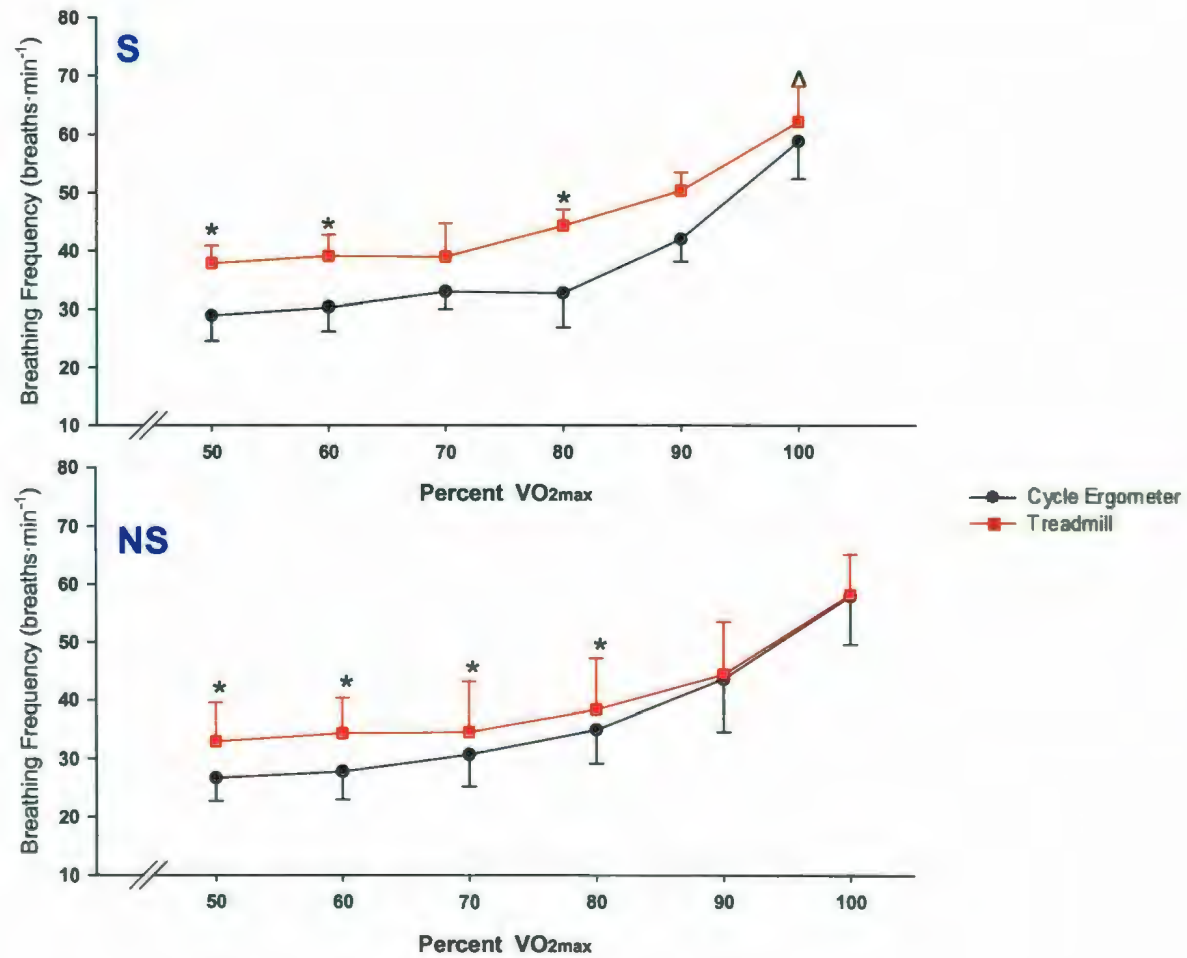 S
Breathing Frequency (breaths·min⁻¹)
80
70
60
50
40
30
20
10
* * * Δ
50 60 70 80 90 100
Percent VO2max
NS
Breathing Frequency (breaths·min⁻¹)
80
70
60
50
40
30
20
10
* * * *
50 60 70 80 90 100
Percent VO2max
Cycle Ergometer
Treadmill